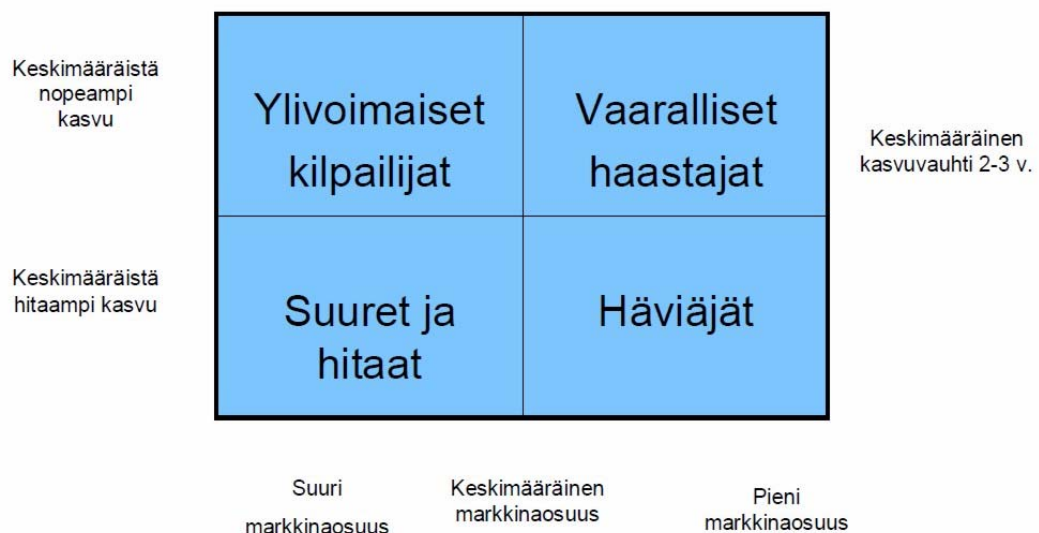 Keskimääräistä
nopeampi
kasvu
Ylivoimaiset
kilpailijat
Vaaralliset
haastajat
Keskimääräinen
kasvuvauhti 2-3 v.
Keskimääräistä
hitaampi kasvu
Suuret ja
hitaat
Häviäjät
Suuri
markkinaosuus
Keskimääräinen
markkinaosuus
Pieni
markkinaosuus